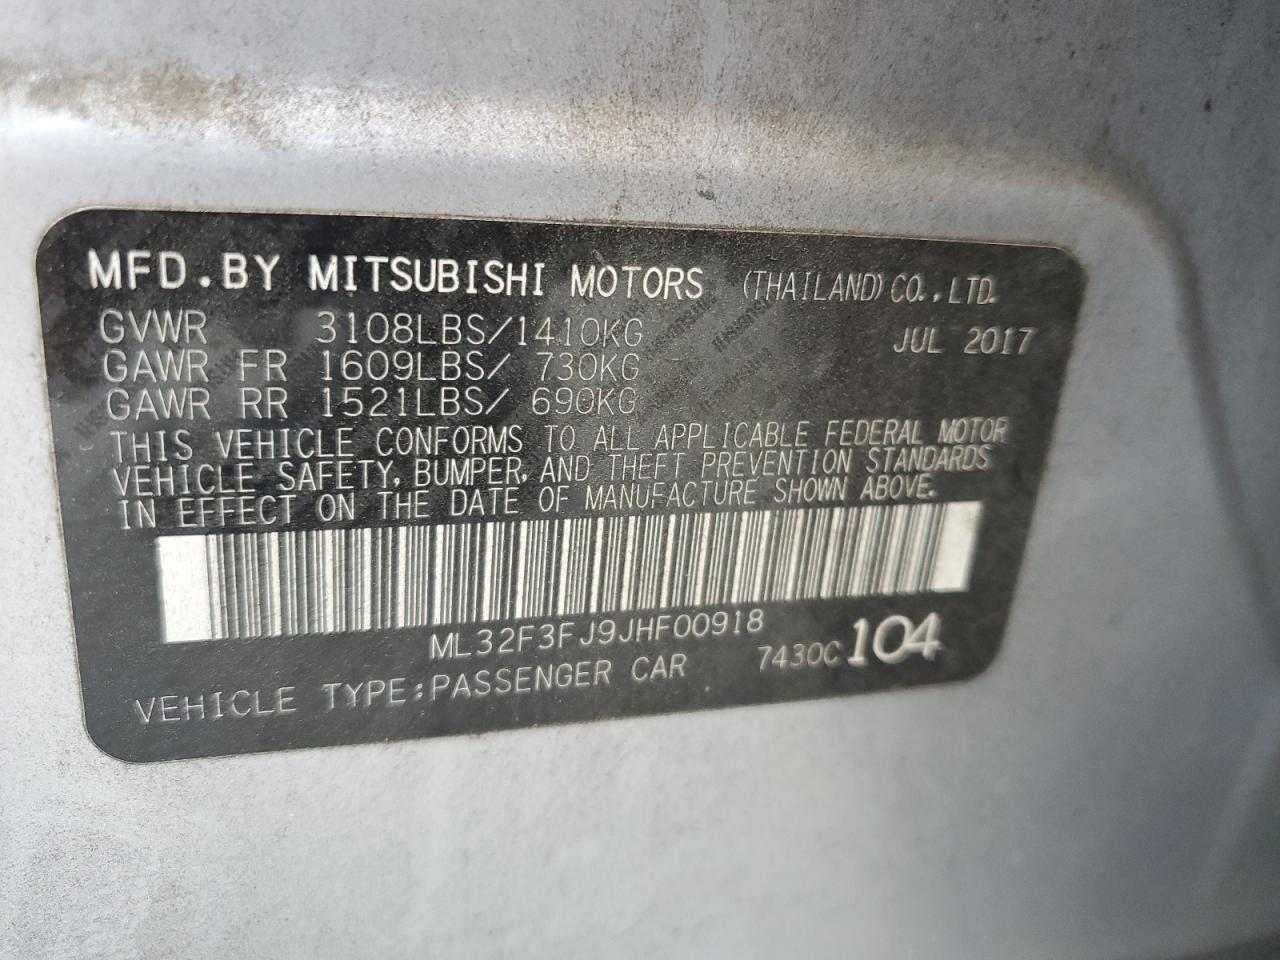 MFD.BY MITSUBISHI MOTORS (THAILAND) CO.,LTD.
GVWR 3108LBS/1410KG JUL 2017
GAWR FR 1609LBS/ 730KG
GAWR RR 1521LBS/ 690KG
THIS VEHICLE CONFORMS TO ALL APPLICABLE FEDERAL MOTOR
VEHICLE SAFETY, BUMPER, AND THEFT PREVENTION STANDARDS
IN EFFECT ON THE DATE OF MANUFACTURE SHOWN ABOVE.
ML32F3FJ9JHF00918
VEHICLE TYPE:PASSENGER CAR 7430C 104